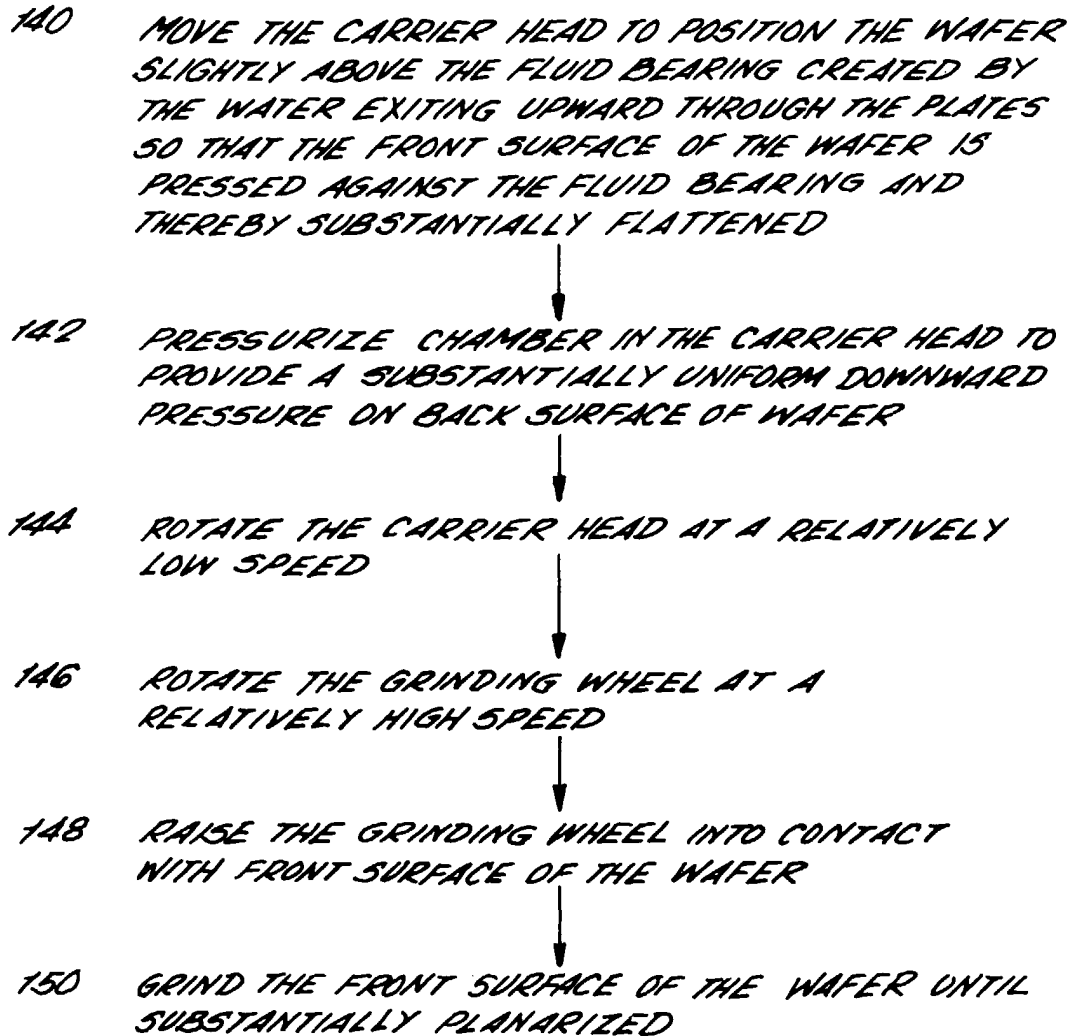 140 MOVE THE CARRIER HEAD TO POSITION THE WAFER
SLIGHTLY ABOVE THE FLUID BEARING CREATED BY
THE WATER EXITING UPWARD THROUGH THE PLATES
SO THAT THE FRONT SURFACE OF THE WAFER IS
PRESSED AGAINST THE FLUID BEARING AND
THEREBY SUBSTANTIALLY FLATTENED
142 PRESSURIZE CHAMBER IN THE CARRIER HEAD TO
PROVIDE A SUBSTANTIALLY UNIFORM DOWNWARD
PRESSURE ON BACK SURFACE OF WAFER
144 ROTATE THE CARRIER HEAD AT A RELATIVELY
LOW SPEED
146 ROTATE THE GRINDING WHEEL AT A
RELATIVELY HIGH SPEED
148 RAISE THE GRINDING WHEEL INTO CONTACT
WITH FRONT SURFACE OF THE WAFER
150 GRIND THE FRONT SURFACE OF THE WAFER UNTIL
SUBSTANTIALLY PLANARIZED